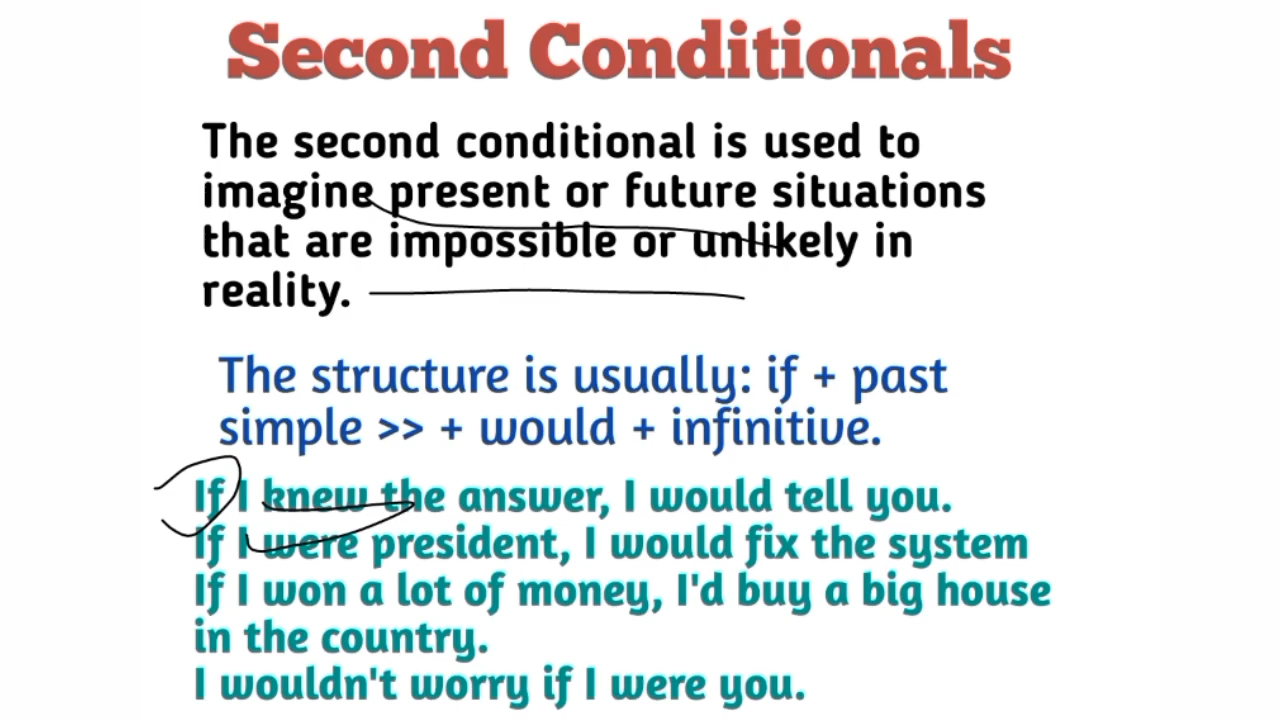 Second Conditionals
The second conditional is used to
imagine present or future situations
that are impossible or unlikely in
reality.
The structure is usually: if + past
simple >> + would + infinitive.
If I knew the answer, I would tell you.
If I were president, I would fix the system
If I won a lot of money, I'd buy a big house
in the country.
I wouldn't worry if I were you.